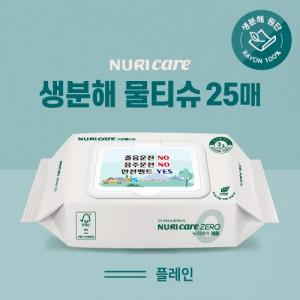 NURI care
생분해 원단
RAYON 100%
생분해 물티슈 25매
졸음운전 NO
음주운전 NO
안전벨트 YES
FSC
NURI care ZERO
플레인